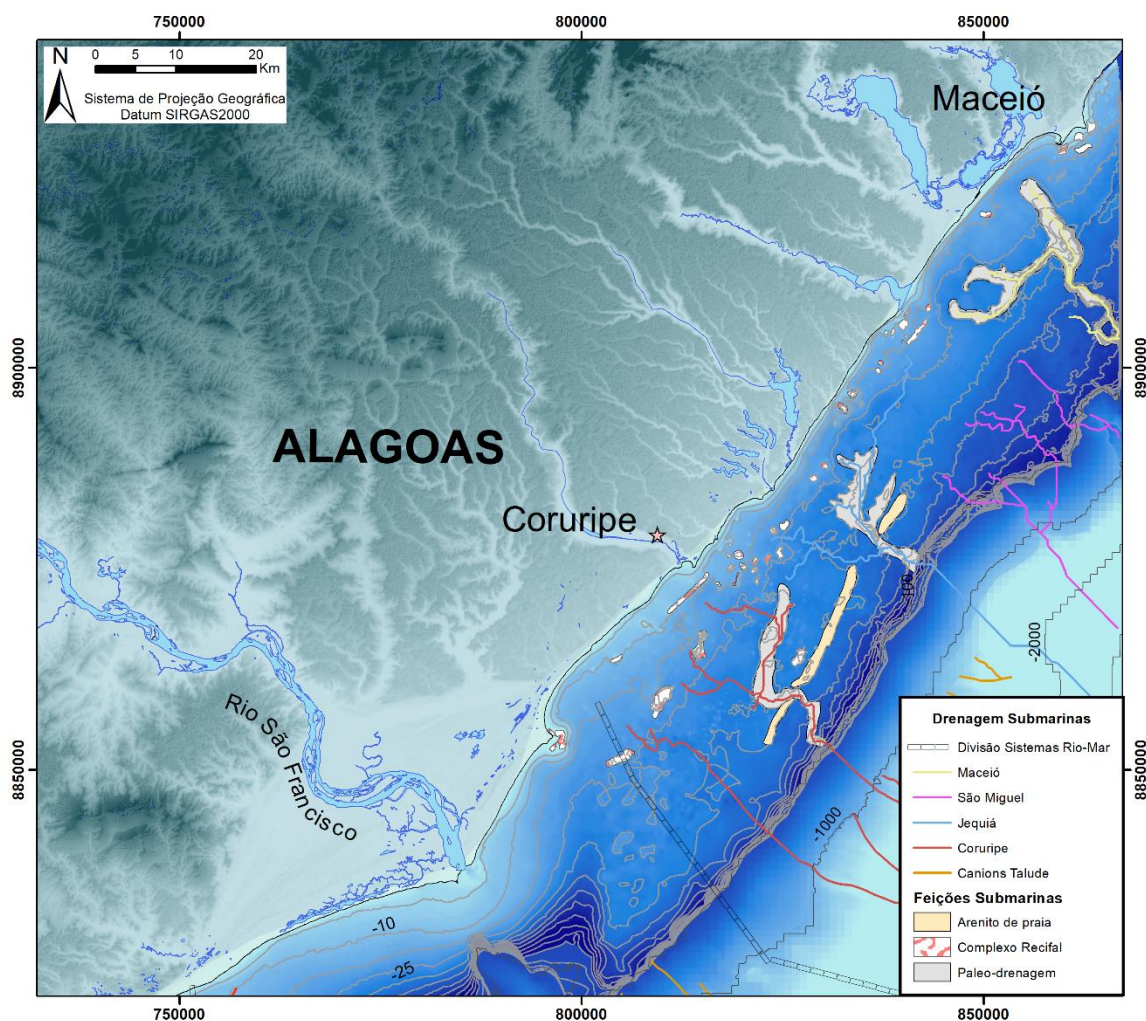 750000
800000
850000
N
0 5 10 20
Km
Sistema de Projeção Geográfica
Datum SIRGAS2000
Maceió
8900000
8900000
ALAGOAS
Coruripe
-100
-2000
Rio São Francisco
8850000
8850000
-1000
-10
-25
Drenagem Submarinas
Divisão Sistemas Rio-Mar
Maceió
São Miguel
Jequiá
Coruripe
Canions Talude
Feições Submarinas
Arenito de praia
Complexo Recifal
Paleo-drenagem
750000
800000
850000